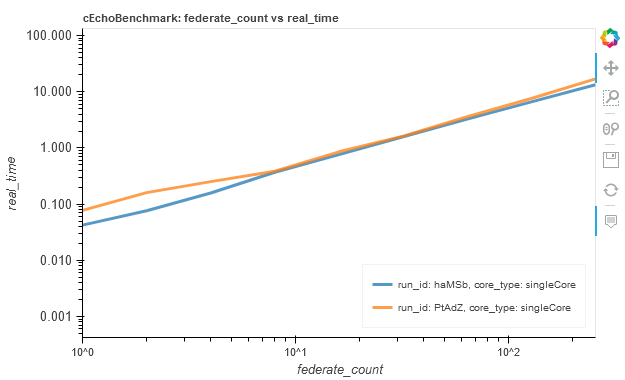 cEchoBenchmark: federate_count vs real_time
100.000
10.000
1.000
0.100
0.010
0.001
real_time
10^0
10^1
10^2
federate_count
run_id: haMSb, core_type: singleCore
run_id: PtAdZ, core_type: singleCore